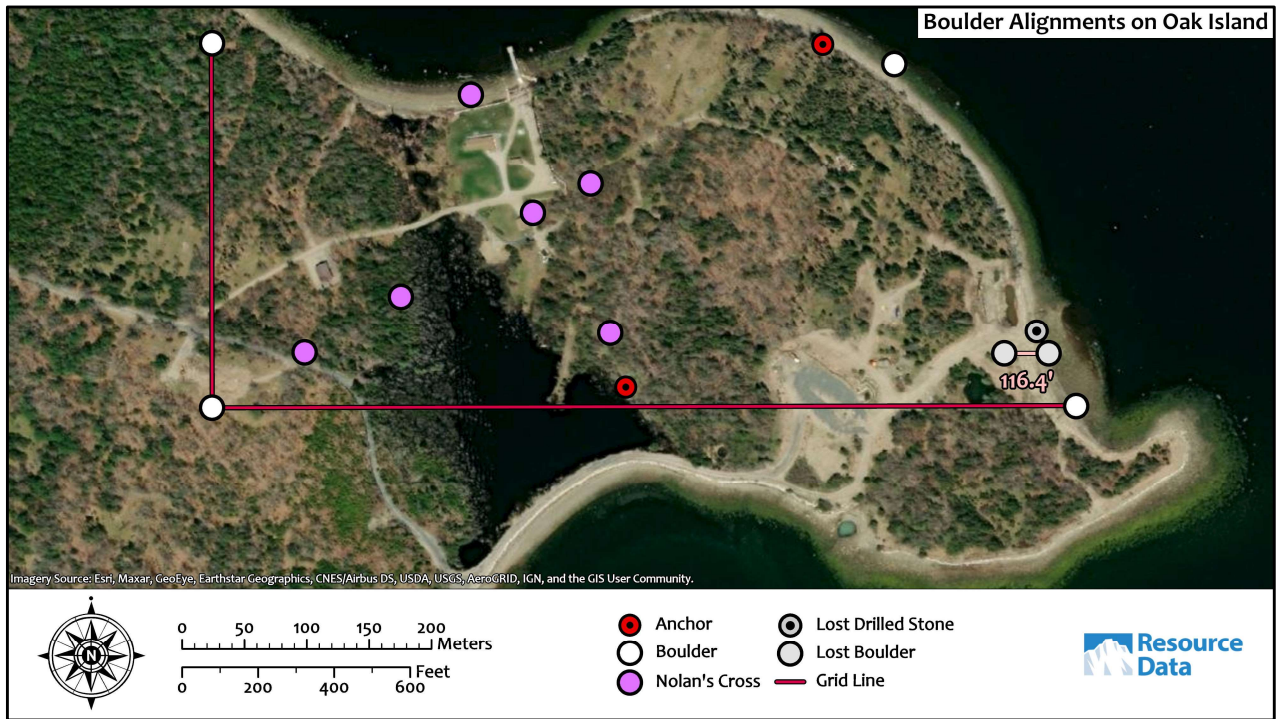 Boulder Alignments on Oak Island
116.4'
Imagery Source: Esri, Maxar, GeoEye, Earthstar Geographics, CNES/Airbus DS, USDA, USGS, AeroGRID, IGN, and the GIS User Community.
N
0 50 100 150 200
Meters
Feet
0 200 400 600
Anchor
Boulder
Nolan's Cross
Lost Drilled Stone
Lost Boulder
Grid Line
Resource
Data